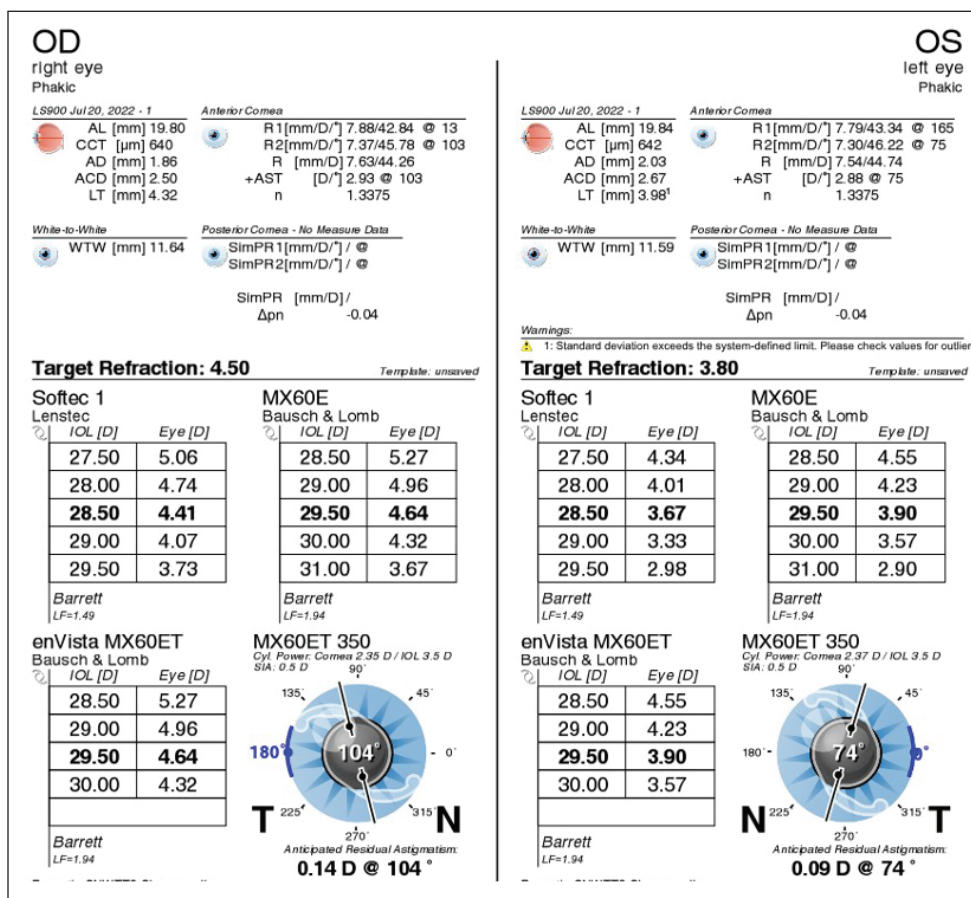 OD
right eye
Phakic
LS900 Jul 20, 2022 - 1
AL [mm] 19.80
CCT [µm] 640
AD [mm] 1.86
ACD [mm] 2.50
LT [mm] 4.32
Anterior Cornea
R1[mm/D/°] 7.88/42.84 @ 13
R2[mm/D/°] 7.37/45.78 @ 103
R [mm/D] 7.63/44.26
+AST [D/°] 2.93 @ 103
n 1.3375
White-to-White
WTW [mm] 11.64
Posterior Cornea - No Measure Data
SimPR1[mm/D/°] / @
SimPR2[mm/D/°] / @
SimPR [mm/D] /
Δpn -0.04
Target Refraction: 4.50
Template: unsaved
Softec 1
Lenstec
IOL [D] Eye [D]
27.50 5.06
28.00 4.74
28.50 4.41
29.00 4.07
29.50 3.73
Barrett
LF=1.49
MX60E
Bausch & Lomb
IOL [D] Eye [D]
28.50 5.27
29.00 4.96
29.50 4.64
30.00 4.32
31.00 3.67
Barrett
LF=1.94
enVista MX60ET
Bausch & Lomb
IOL [D] Eye [D]
28.50 5.27
29.00 4.96
29.50 4.64
30.00 4.32
Barrett
LF=1.94
MX60ET 350
Cyl. Power: Cornea 2.35 D / IOL 3.5 D
SIA: 0.5 D
90°
135° 45°
180° 104° 0°
225° 315°
T N
270°
Anticipated Residual Astigmatism:
0.14 D @ 104 °
OS
left eye
Phakic
LS900 Jul 20, 2022 - 1
AL [mm] 19.84
CCT [µm] 642
AD [mm] 2.03
ACD [mm] 2.67
LT [mm] 3.98¹
Anterior Cornea
R1[mm/D/°] 7.79/43.34 @ 165
R2[mm/D/°] 7.30/46.22 @ 75
R [mm/D] 7.54/44.74
+AST [D/°] 2.88 @ 75
n 1.3375
White-to-White
WTW [mm] 11.59
Posterior Cornea - No Measure Data
SimPR1[mm/D/°] / @
SimPR2[mm/D/°] / @
SimPR [mm/D] /
Δpn -0.04
Warnings:
1: Standard deviation exceeds the system-defined limit. Please check values for outlier
Target Refraction: 3.80
Template: unsaved
Softec 1
Lenstec
IOL [D] Eye [D]
27.50 4.34
28.00 4.01
28.50 3.67
29.00 3.33
29.50 2.98
Barrett
LF=1.49
MX60E
Bausch & Lomb
IOL [D] Eye [D]
28.50 4.55
29.00 4.23
29.50 3.90
30.00 3.57
31.00 2.90
Barrett
LF=1.94
enVista MX60ET
Bausch & Lomb
IOL [D] Eye [D]
28.50 4.55
29.00 4.23
29.50 3.90
30.00 3.57
Barrett
LF=1.94
MX60ET 350
Cyl. Power: Cornea 2.37 D / IOL 3.5 D
SIA: 0.5 D
90°
135° 45°
180° 74° 0°
225° 315°
N T
270°
Anticipated Residual Astigmatism:
0.09 D @ 74 °